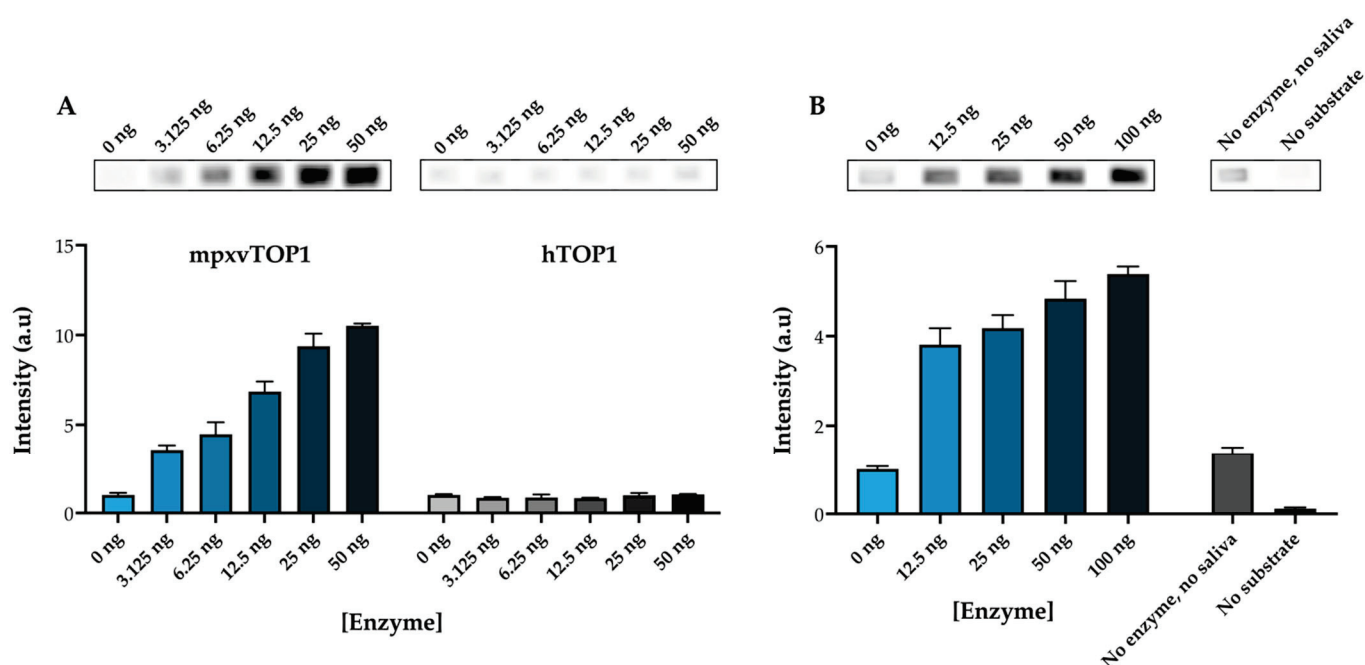 A
0 ng
3.125 ng
6.25 ng
12.5 ng
25 ng
50 ng
0 ng
3.125 ng
6.25 ng
12.5 ng
25 ng
50 ng
mpxvTOP1
hTOP1
Intensity (a.u)
15
10
5
0
0 ng
3.125 ng
6.25 ng
12.5 ng
25 ng
50 ng
0 ng
3.125 ng
6.25 ng
12.5 ng
25 ng
50 ng
[Enzyme]
B
0 ng
12.5 ng
25 ng
50 ng
100 ng
No enzyme, no saliva
No substrate
Intensity (a.u)
6
4
2
0
0 ng
12.5 ng
25 ng
50 ng
100 ng
No enzyme, no saliva
No substrate
[Enzyme]